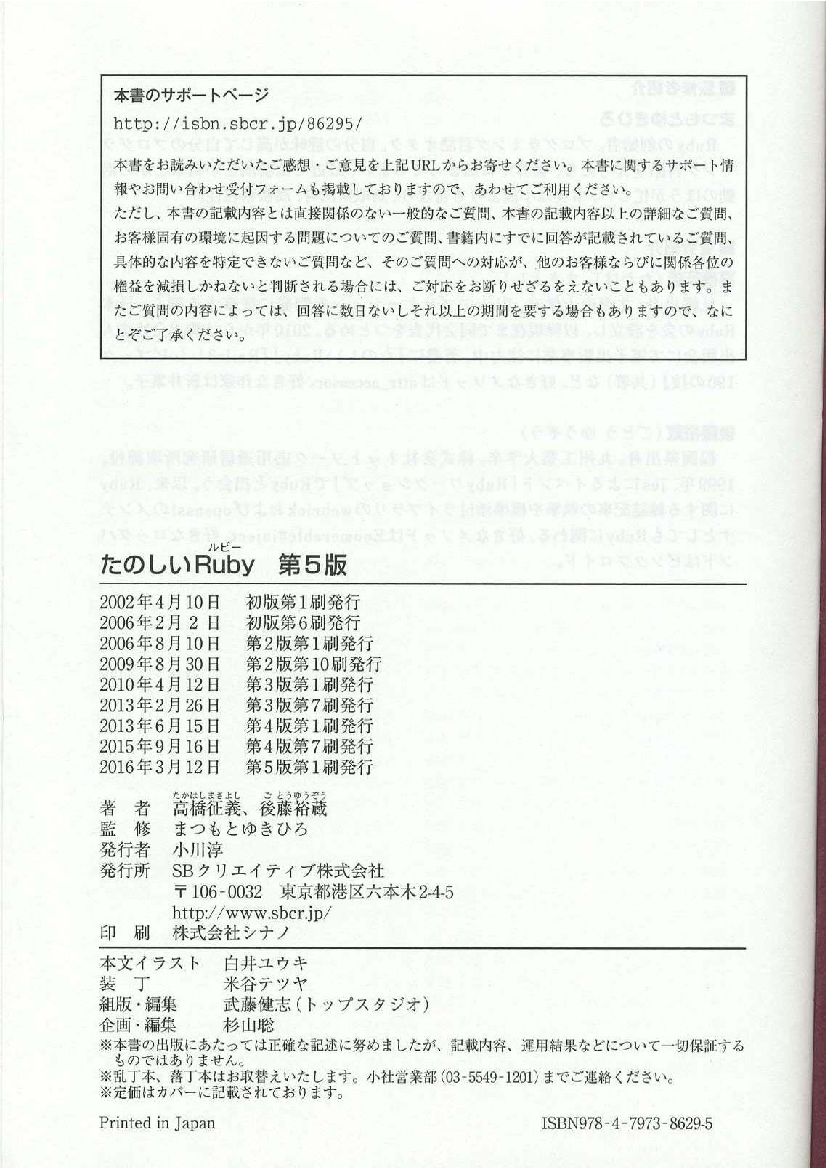 本書のサポートページ
http://isbn.sbcr.jp/86295/
本書をお読みいただいたご感想・ご意見を上記URLからお寄せください。本書に関するサポート情
報やお問い合わせ受付フォームも掲載しておりますので、あわせてご利用ください。
ただし、本書の記載内容とは直接関係のない一般的なご質問、本書の記載内容以上の詳細なご質問、
お客様固有の環境に起因する問題についてのご質問、書籍内にすでに回答が記載されているご質問、
具体的な内容を特定できないご質問など、そのご質問への対応が、他のお客様ならびに関係各位の
権益を減損しかねないと判断される場合には、ご対応をお断りせざるをえないこともあります。ま
たご質問の内容によっては、回答に数日ないしそれ以上の期間を要する場合もありますので、なに
とぞご了承ください。
ルビー
たのしいRuby 第5版
2002年4月10日 初版第1刷発行
2006年2月 2 日 初版第6刷発行
2006年8月10日 第2版第1刷発行
2009年8月30日 第2版第10刷発行
2010年4月12日 第3版第1刷発行
2013年2月26日 第3版第7刷発行
2013年6月15日 第4版第1刷発行
2015年9月16日 第4版第7刷発行
2016年3月12日 第5版第1刷発行
たかはしまさよし ごとうゆうぞう
著 者 高橋征義、後藤裕蔵
監 修 まつもとゆきひろ
発行者 小川淳
発行所 SBクリエイティブ株式会社
〒106-0032 東京都港区六本木2-4-5
http://www.sbcr.jp/
印 刷 株式会社シナノ
本文イラスト 白井ユウキ
装 丁 米谷テツヤ
組版・編集 武藤健志(トップスタジオ)
企画・編集 杉山聡
※本書の出版にあたっては正確な記述に努めましたが、記載内容、運用結果などについて一切保証する
ものではありません。
※乱丁本、落丁本はお取替えいたします。小社営業部(03-5549-1201)までご連絡ください。
※定価はカバーに記載されております。
Printed in Japan ISBN978-4-7973-8629-5